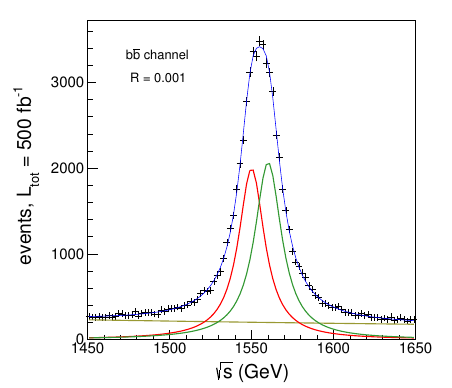 bb̄ channel
R = 0.001
events, L_tot = 500 fb⁻¹
3000
2000
1000
0
1450 1500 1550 1600 1650
√s (GeV)